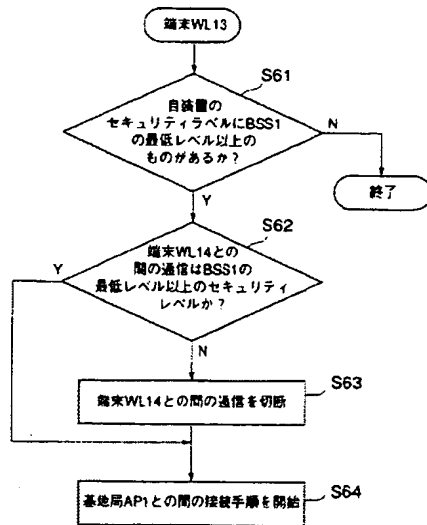 端末WL13
S61
自装置の
セキュリティラベルにBSS1
の最低レベル以上の
ものがあるか?
N
終了
Y
S62
端末WL14との
間の通信はBSS1の
最低レベル以上のセキュリティ
レベルか?
Y
N
S63
端末WL14との間の通信を切断
S64
基地局AP1との間の接続手順を開始